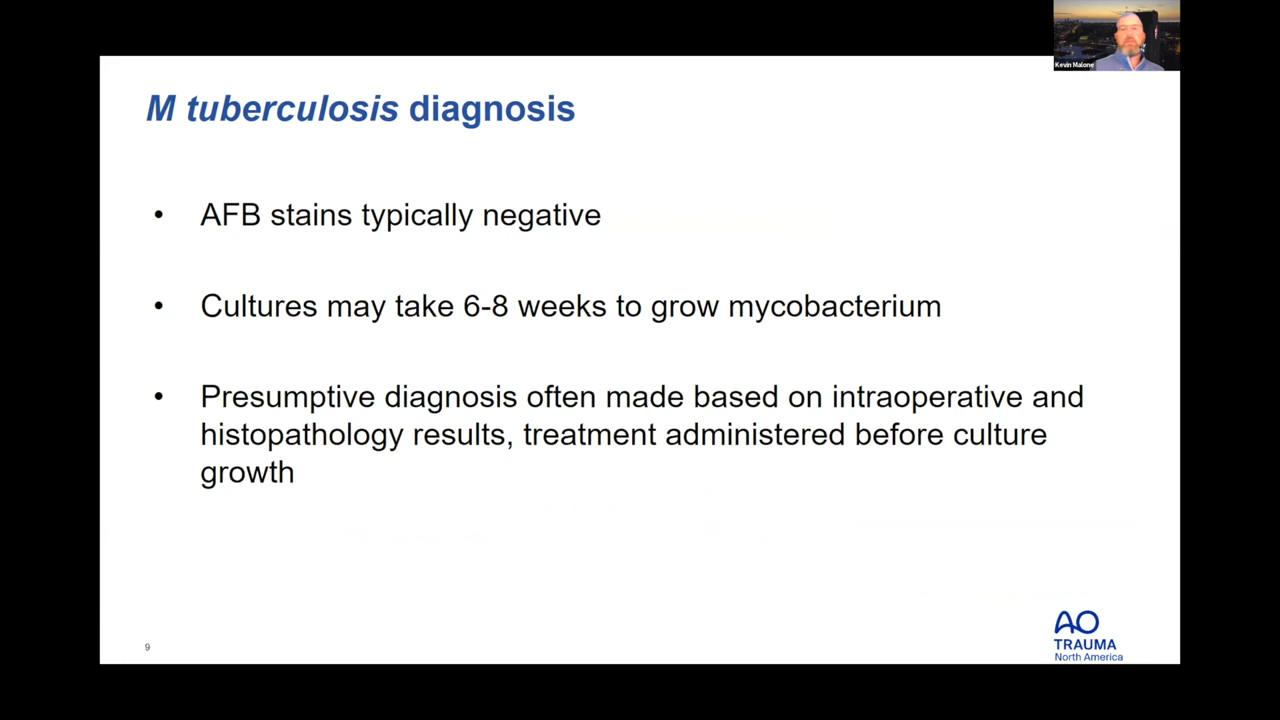 Kevin Malone
M tuberculosis diagnosis
• AFB stains typically negative
• Cultures may take 6-8 weeks to grow mycobacterium
• Presumptive diagnosis often made based on intraoperative and
histopathology results, treatment administered before culture
growth
9
AO
TRAUMA
North America